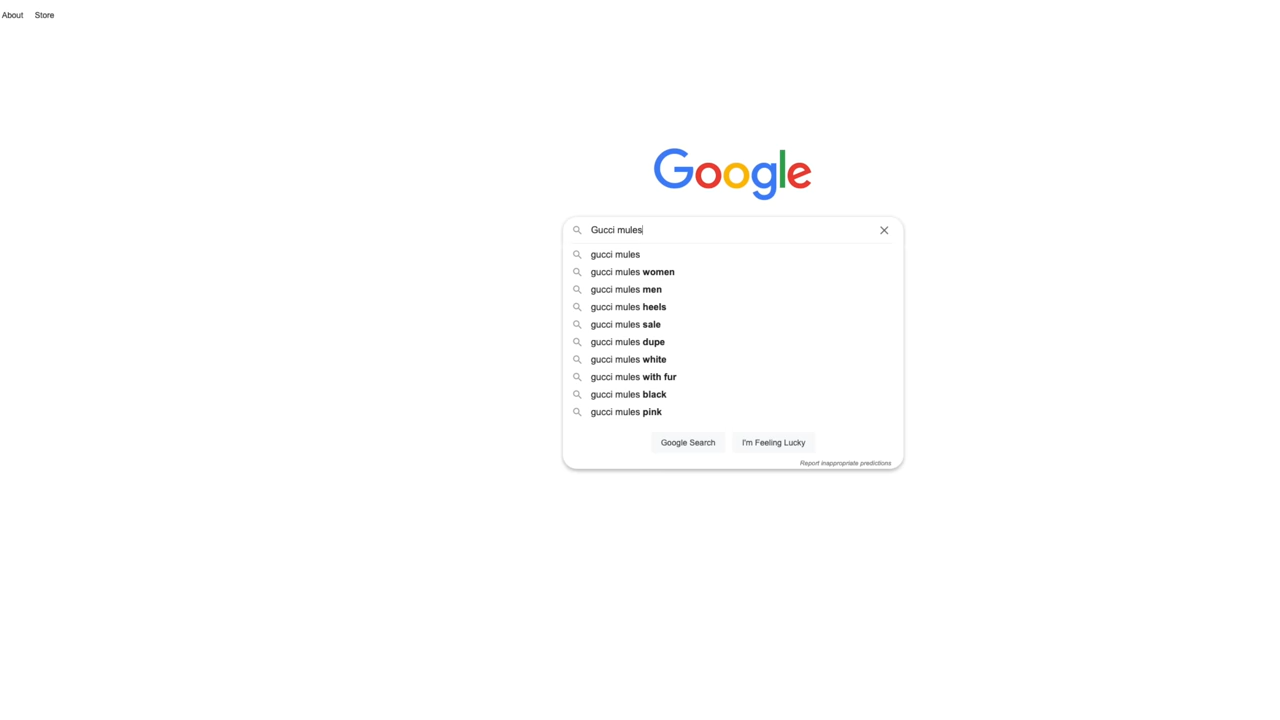 About Store
Google
Gucci mules
gucci mules
gucci mules women
gucci mules men
gucci mules heels
gucci mules sale
gucci mules dupe
gucci mules white
gucci mules with fur
gucci mules black
gucci mules pink
Google Search I'm Feeling Lucky
Report inappropriate predictions